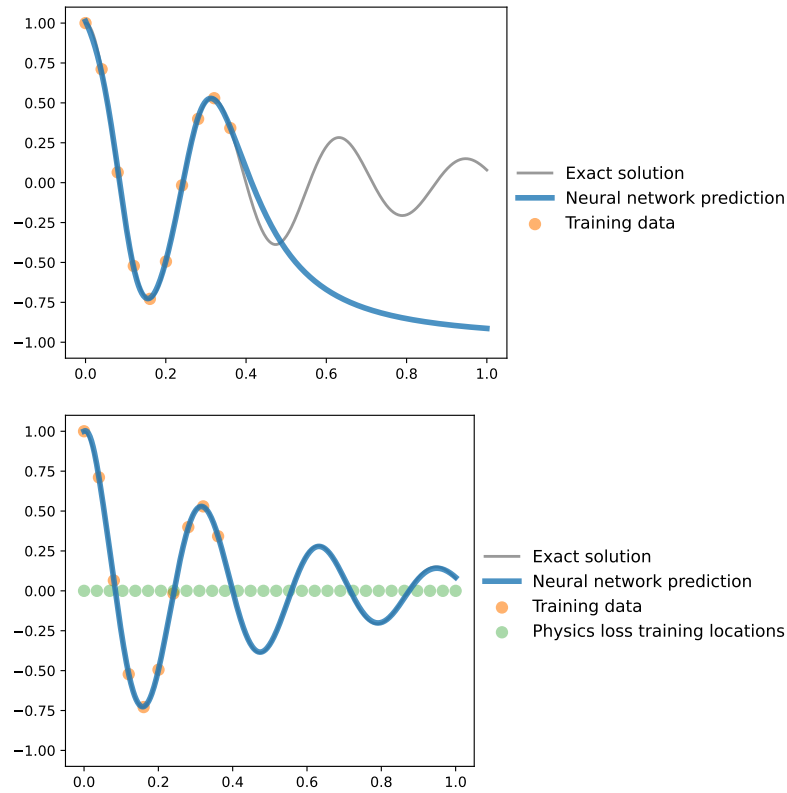 1.00
0.75
0.50
0.25
0.00
−0.25
−0.50
−0.75
−1.00
0.0 0.2 0.4 0.6 0.8 1.0
Exact solution
Neural network prediction
Training data
1.00
0.75
0.50
0.25
0.00
−0.25
−0.50
−0.75
−1.00
0.0 0.2 0.4 0.6 0.8 1.0
Exact solution
Neural network prediction
Training data
Physics loss training locations